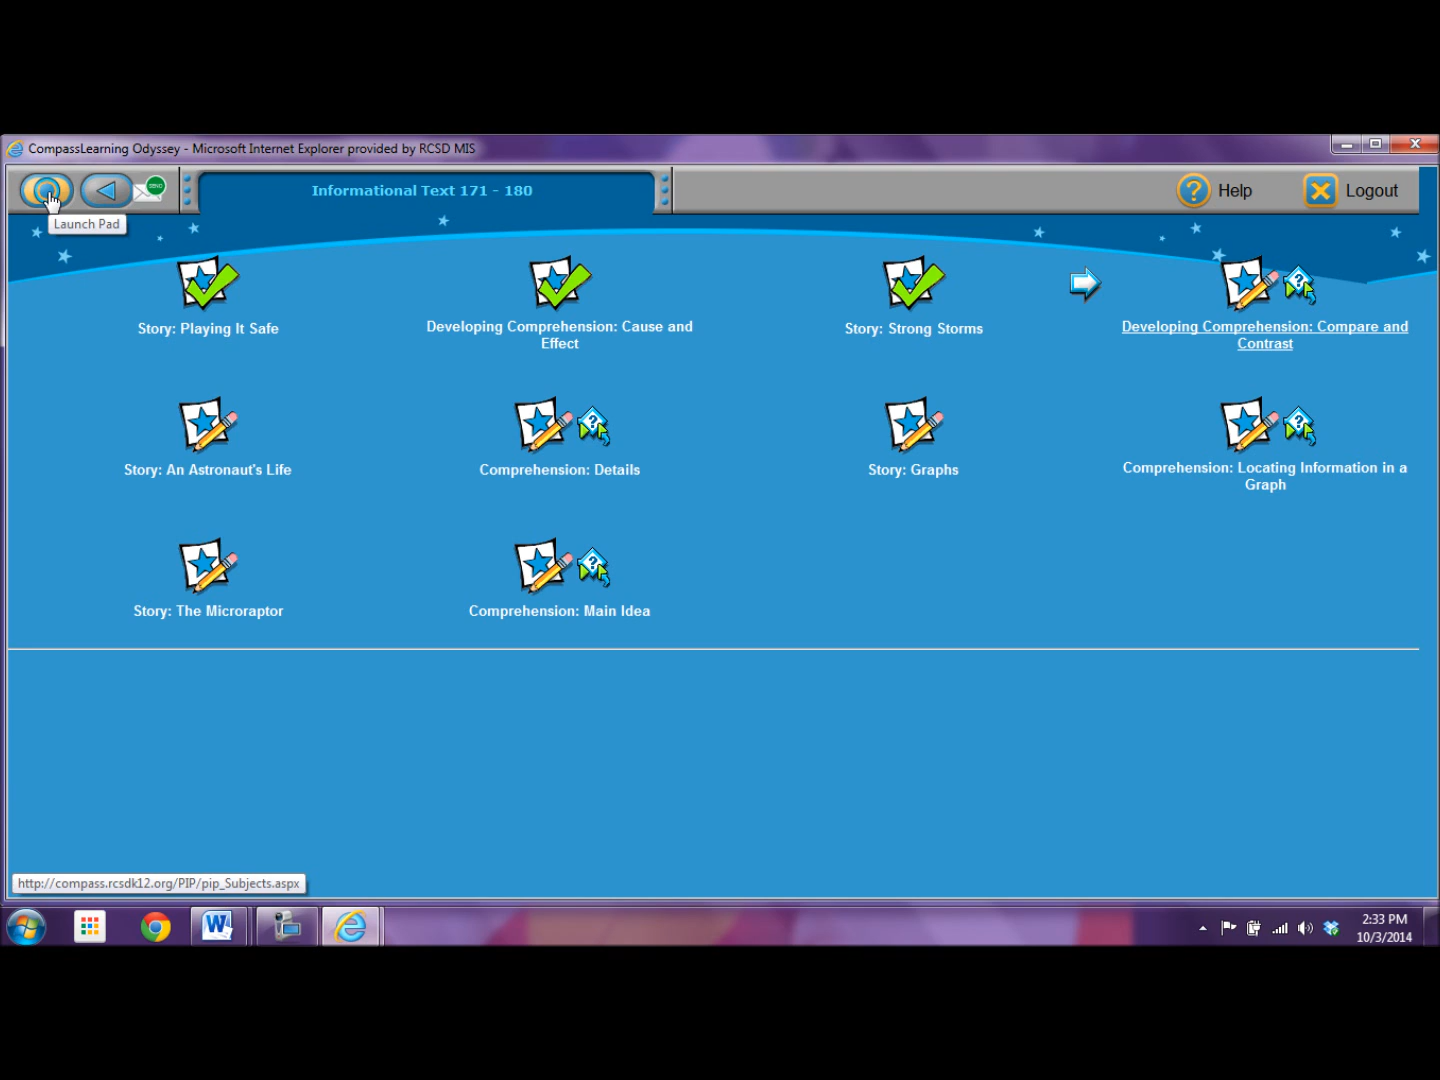 CompassLearning Odyssey - Microsoft Internet Explorer provided by RCSD MIS
Informational Text 171 - 180
Help
Logout
Launch Pad
Story: Playing It Safe
Developing Comprehension: Cause and
Effect
Story: Strong Storms
Developing Comprehension: Compare and
Contrast
Story: An Astronaut's Life
Comprehension: Details
Story: Graphs
Comprehension: Locating Information in a
Graph
Story: The Microraptor
Comprehension: Main Idea
http://compass.rcsdk12.org/PIP/pip_Subjects.aspx
2:33 PM
10/3/2014